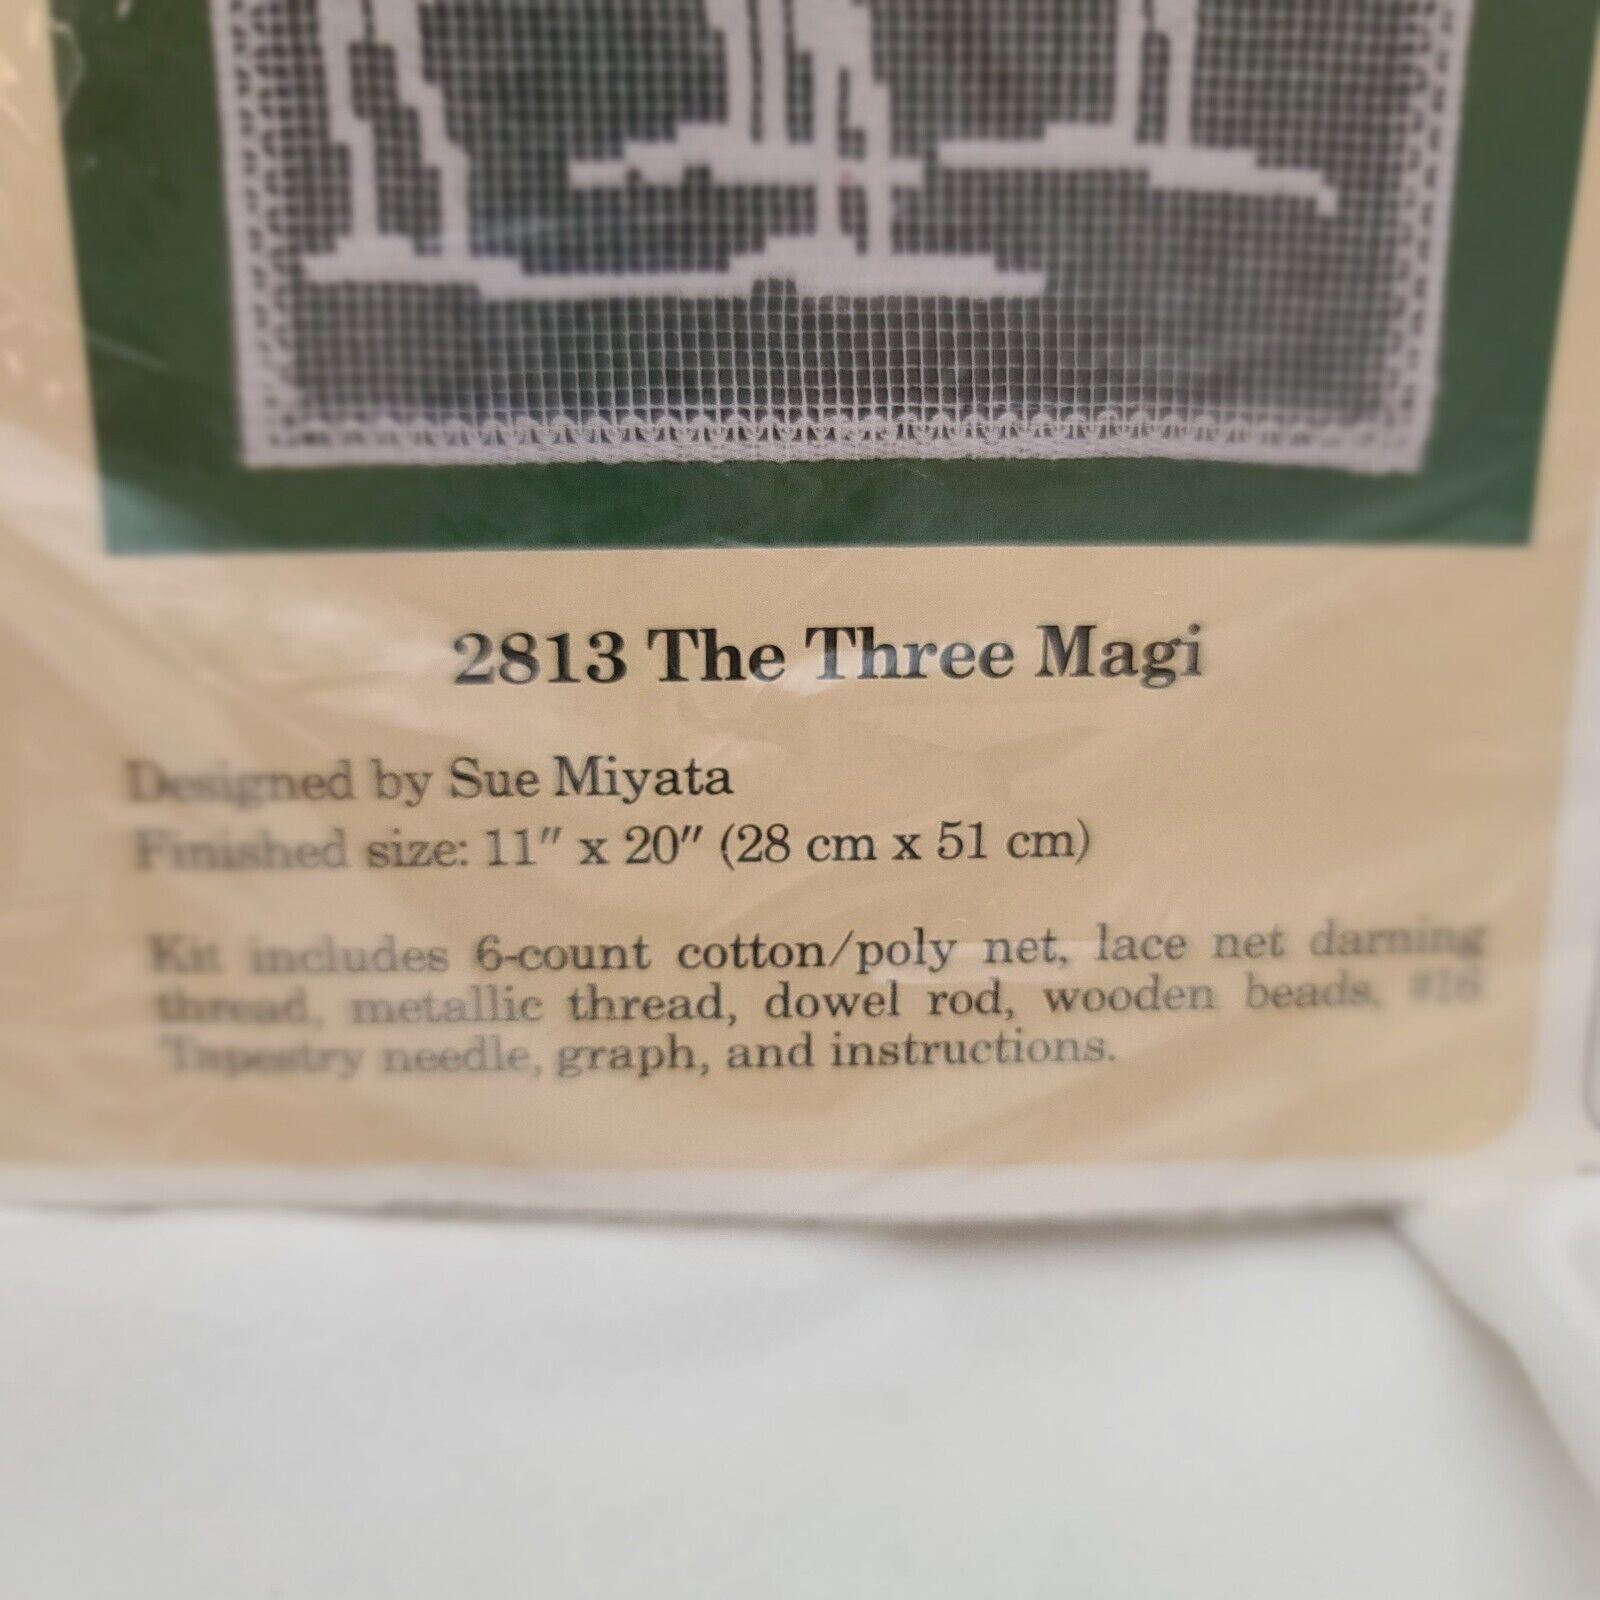 2813 The Three Magi
Designed by Sue Miyata
Finished size: 11" x 20" (28 cm x 51 cm)
Kit includes 6-count cotton/poly net, lace net darning
thread, metallic thread, dowel rod, wooden beads, #16
Tapestry needle, graph, and instructions.